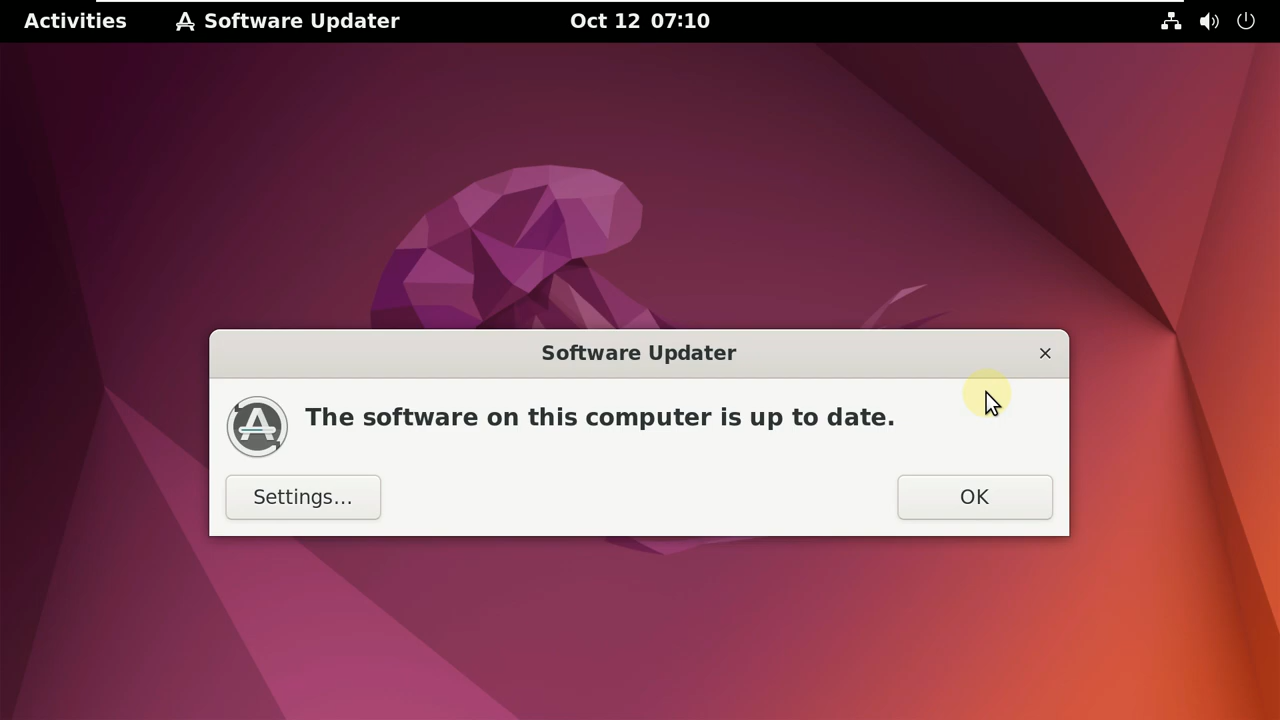 Activities
Software Updater
Oct 12 07:10
Software Updater
The software on this computer is up to date.
Settings…
OK